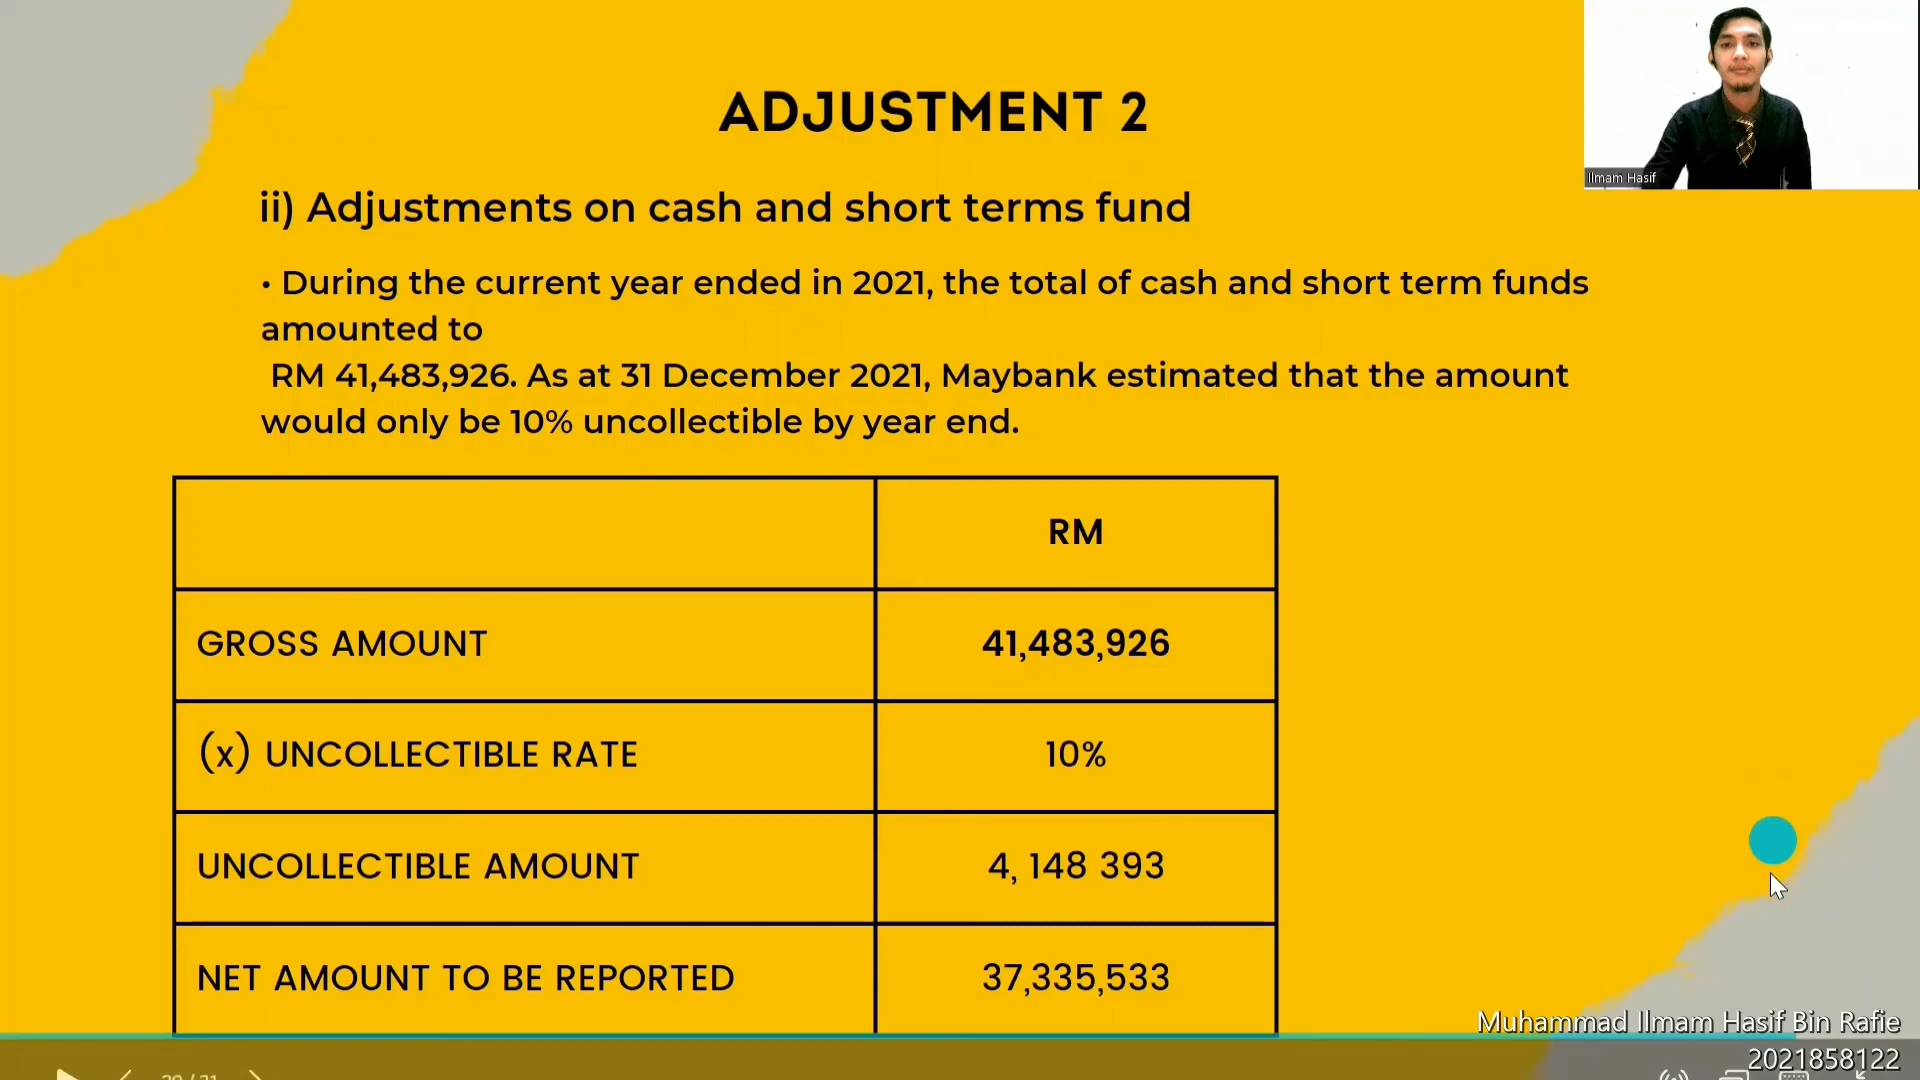 ADJUSTMENT 2
Ilmam Hasif
ii) Adjustments on cash and short terms fund
• During the current year ended in 2021, the total of cash and short term funds
amounted to
RM 41,483,926. As at 31 December 2021, Maybank estimated that the amount
would only be 10% uncollectible by year end.
RM
GROSS AMOUNT 41,483,926
(x) UNCOLLECTIBLE RATE 10%
UNCOLLECTIBLE AMOUNT 4, 148 393
NET AMOUNT TO BE REPORTED 37,335,533
Muhammad Ilmam Hasif Bin Rafie
2021858122